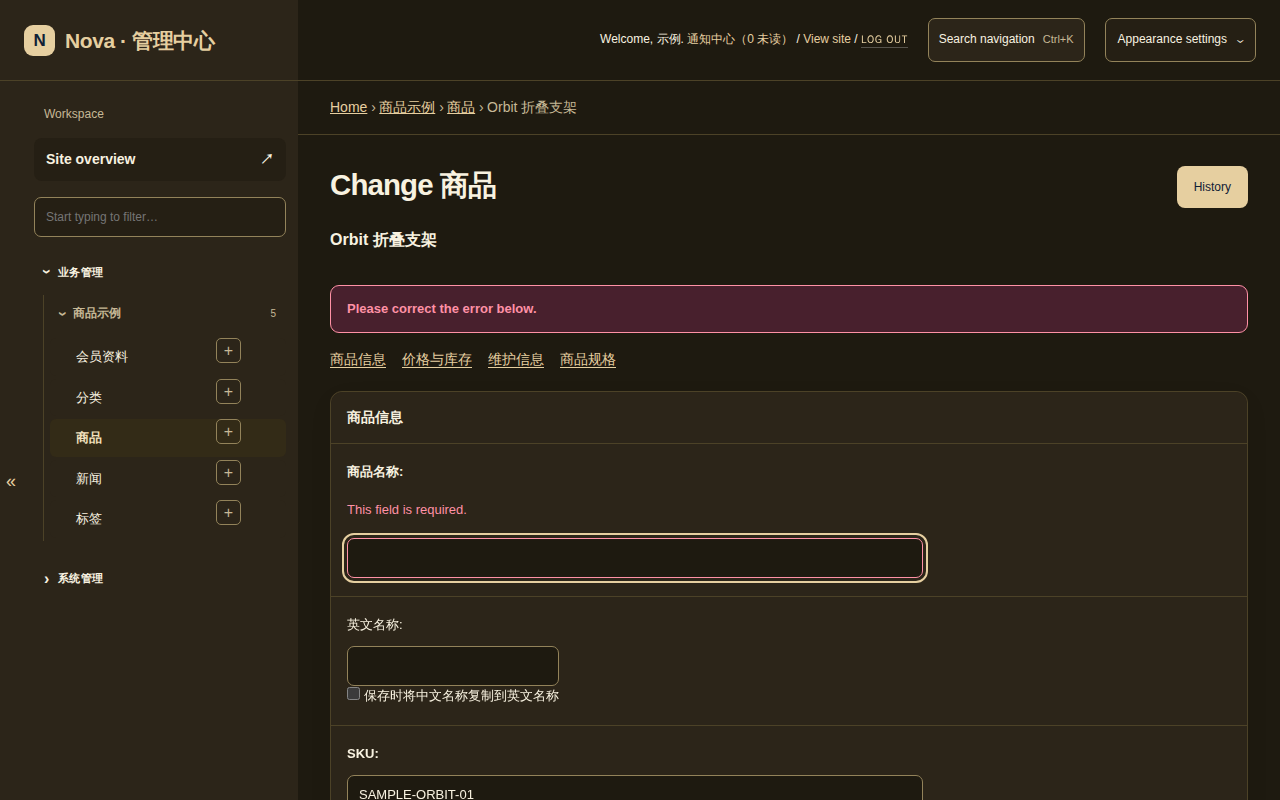 N Nova · 管理中心
Welcome, 示例. 通知中心（0 未读） / View site / LOG OUT
Search navigation Ctrl+K
Appearance settings
Workspace
Site overview
Start typing to filter…
业务管理
商品示例 5
会员资料 +
分类 +
商品 +
新闻 +
标签 +
系统管理
«
Home › 商品示例 › 商品 › Orbit 折叠支架
Change 商品
History
Orbit 折叠支架
Please correct the error below.
商品信息 价格与库存 维护信息 商品规格
商品信息
商品名称:
This field is required.
英文名称:
保存时将中文名称复制到英文名称
SKU:
SAMPLE-ORBIT-01